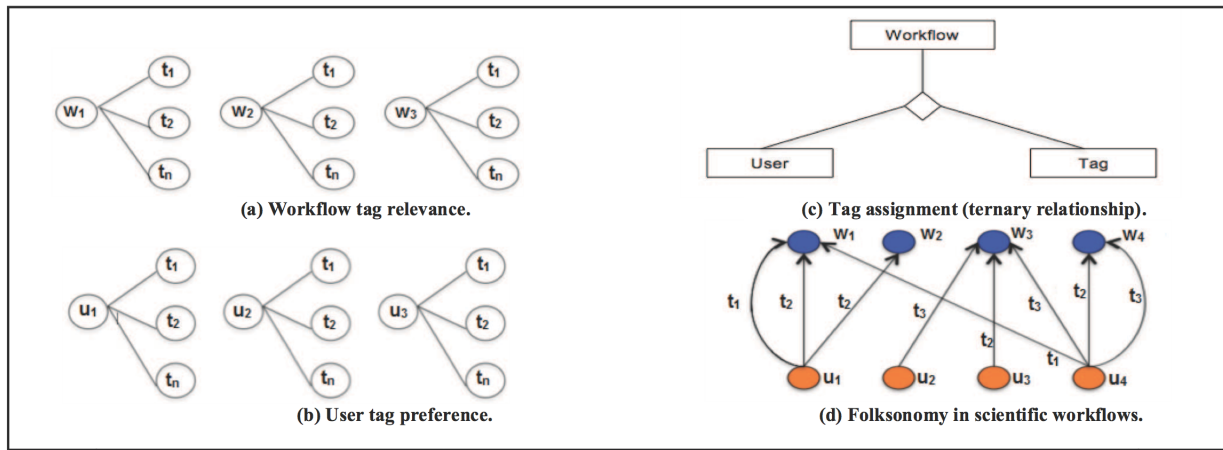 w₁ t₁ t₂ tₙ
w₂ t₁ t₂ tₙ
w₃ t₁ t₂ tₙ
(a) Workflow tag relevance.
u₁ t₁ t₂ tₙ
u₂ t₁ t₂ tₙ
u₃ t₁ t₂ tₙ
(b) User tag preference.
Workflow
User Tag
(c) Tag assignment (ternary relationship).
w₁ w₂ w₃ w₄
t₁ t₂ t₂ t₃ t₂ t₃ t₁ t₂ t₃
u₁ u₂ u₃ u₄
(d) Folksonomy in scientific workflows.